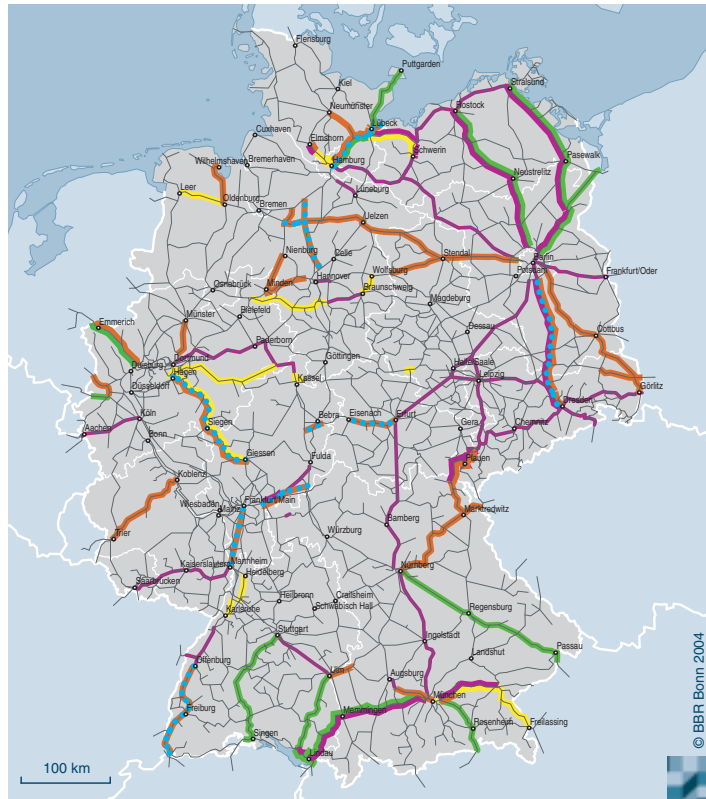 Flensburg
Puttgarden
Kiel
Stralsund
Neumünster
Rostock
Lübeck
Cuxhaven
Elmshorn
Pasewalk
Schwerin
Wilhelmshaven
Bremerhaven
Hamburg
Neustrelitz
Leer
Lüneburg
Oldenburg
Bremen
Uelzen
Nienburg
Celle
Stendal
Berlin
Potsdam
Frankfurt/Oder
Wolfsburg
Hannover
Osnabrück
Minden
Braunschweig
Magdeburg
Bielefeld
Münster
Emmerich
Dessau
Cottbus
Paderborn
Dortmund
Göttingen
Duisburg
Halle/Saale
Hagen
Leipzig
Düsseldorf
Kassel
Görlitz
Dresden
Köln
Bebra
Eisenach
Erfurt
Aachen
Siegen
Gera
Chemnitz
Bonn
Giessen
Fulda
Plauen
Koblenz
Frankfurt/Main
Wiesbaden
Mainz
Marktredwitz
Bamberg
Trier
Würzburg
Kaiserslautern
Mannheim
Heidelberg
Nürnberg
Saarbrücken
Heilbronn
Crailsheim
Schwäbisch Hall
Karlsruhe
Regensburg
Stuttgart
Ingolstadt
Passau
Landshut
Offenburg
Ulm
Augsburg
München
Freiburg
Memmingen
Rosenheim
Freilassing
Singen
Lindau
100 km
© BBR Bonn 2004